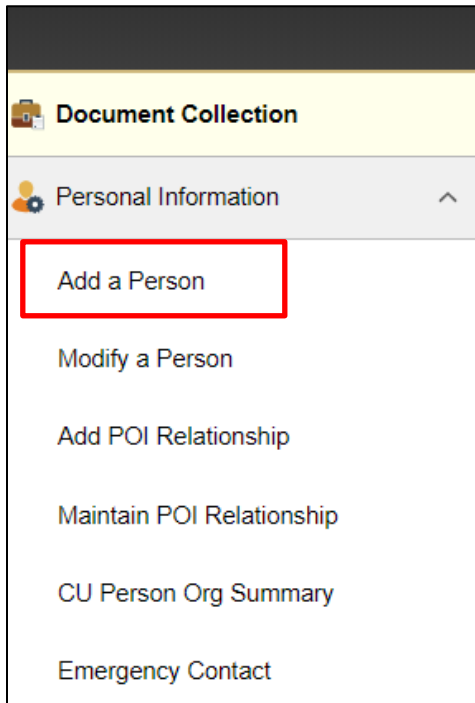 Document Collection
Personal Information
Add a Person
Modify a Person
Add POI Relationship
Maintain POI Relationship
CU Person Org Summary
Emergency Contact